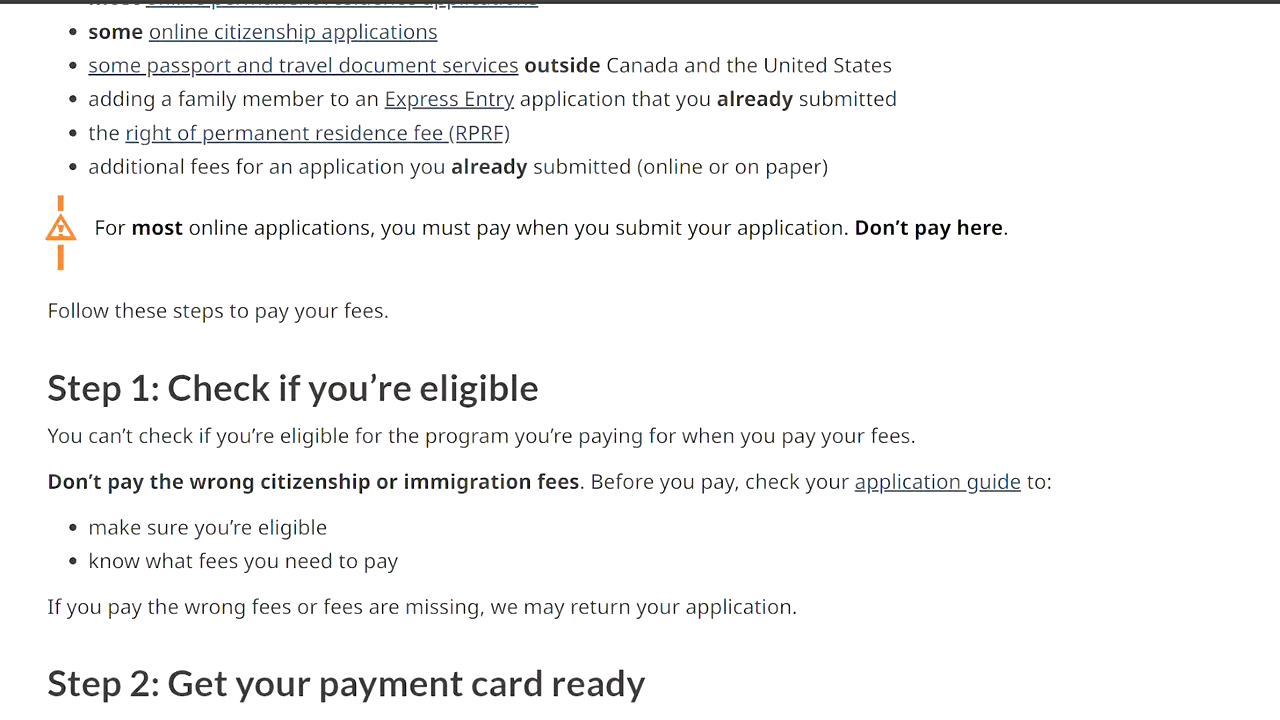 online permanent residence applications
some online citizenship applications
some passport and travel document services outside Canada and the United States
adding a family member to an Express Entry application that you already submitted
the right of permanent residence fee (RPRF)
additional fees for an application you already submitted (online or on paper)
For most online applications, you must pay when you submit your application. Don’t pay here.
Follow these steps to pay your fees.
Step 1: Check if you’re eligible
You can’t check if you’re eligible for the program you’re paying for when you pay your fees.
Don’t pay the wrong citizenship or immigration fees. Before you pay, check your application guide to:
make sure you’re eligible
know what fees you need to pay
If you pay the wrong fees or fees are missing, we may return your application.
Step 2: Get your payment card ready